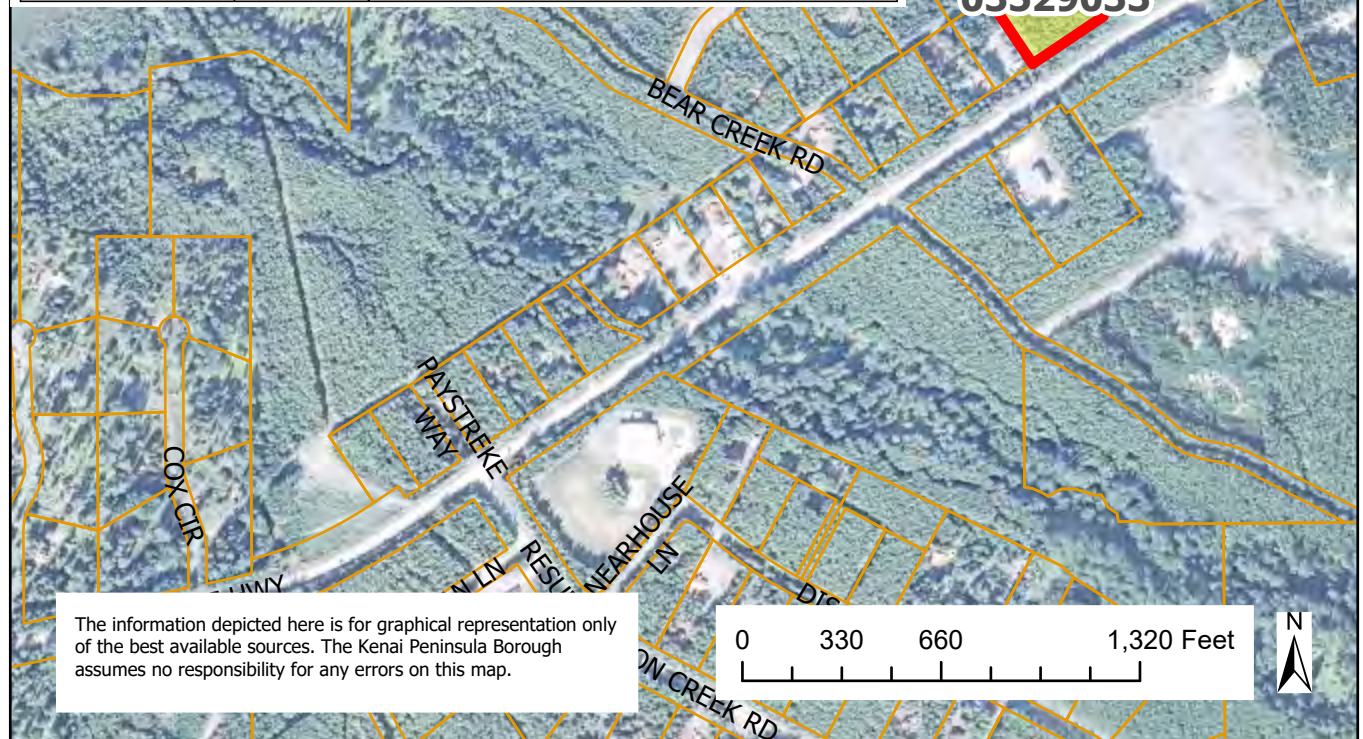 BEAR CREEK RD
PAYSTREKE
WAY
COX CIR
NEARHOUSE
LN
HWY
N LN
ON CREEK RD
The information depicted here is for graphical representation only
of the best available sources. The Kenai Peninsula Borough
assumes no responsibility for any errors on this map.
0 330 660 1,320 Feet
N